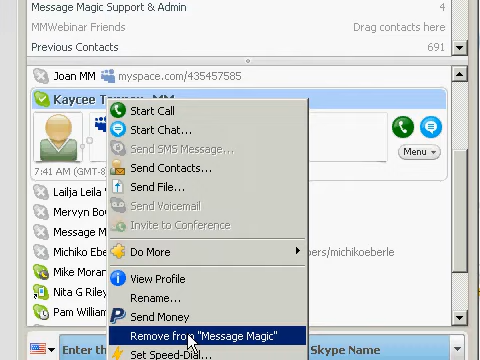 Message Magic Support & Admin 4
MMWebinar Friends Drag contacts here
Previous Contacts 691
Joan MM myspace.com/435457585
Kaycee MM
Start Call
Start Chat...
Send SMS Message...
Menu
Send Contacts...
7:41 AM (GMT-8
Send File...
Lailja Leila
Send Voicemail
Mervyn Bo
Invite to Conference
Message M
Michiko Eberle
Do More
bers/michikoeberle
Mike Moran
View Profile
Nita G Riley
Rename...
Pam William
Send Money
Remove from "Message Magic"
Enter the
Set Speed-Dial...
Skype Name